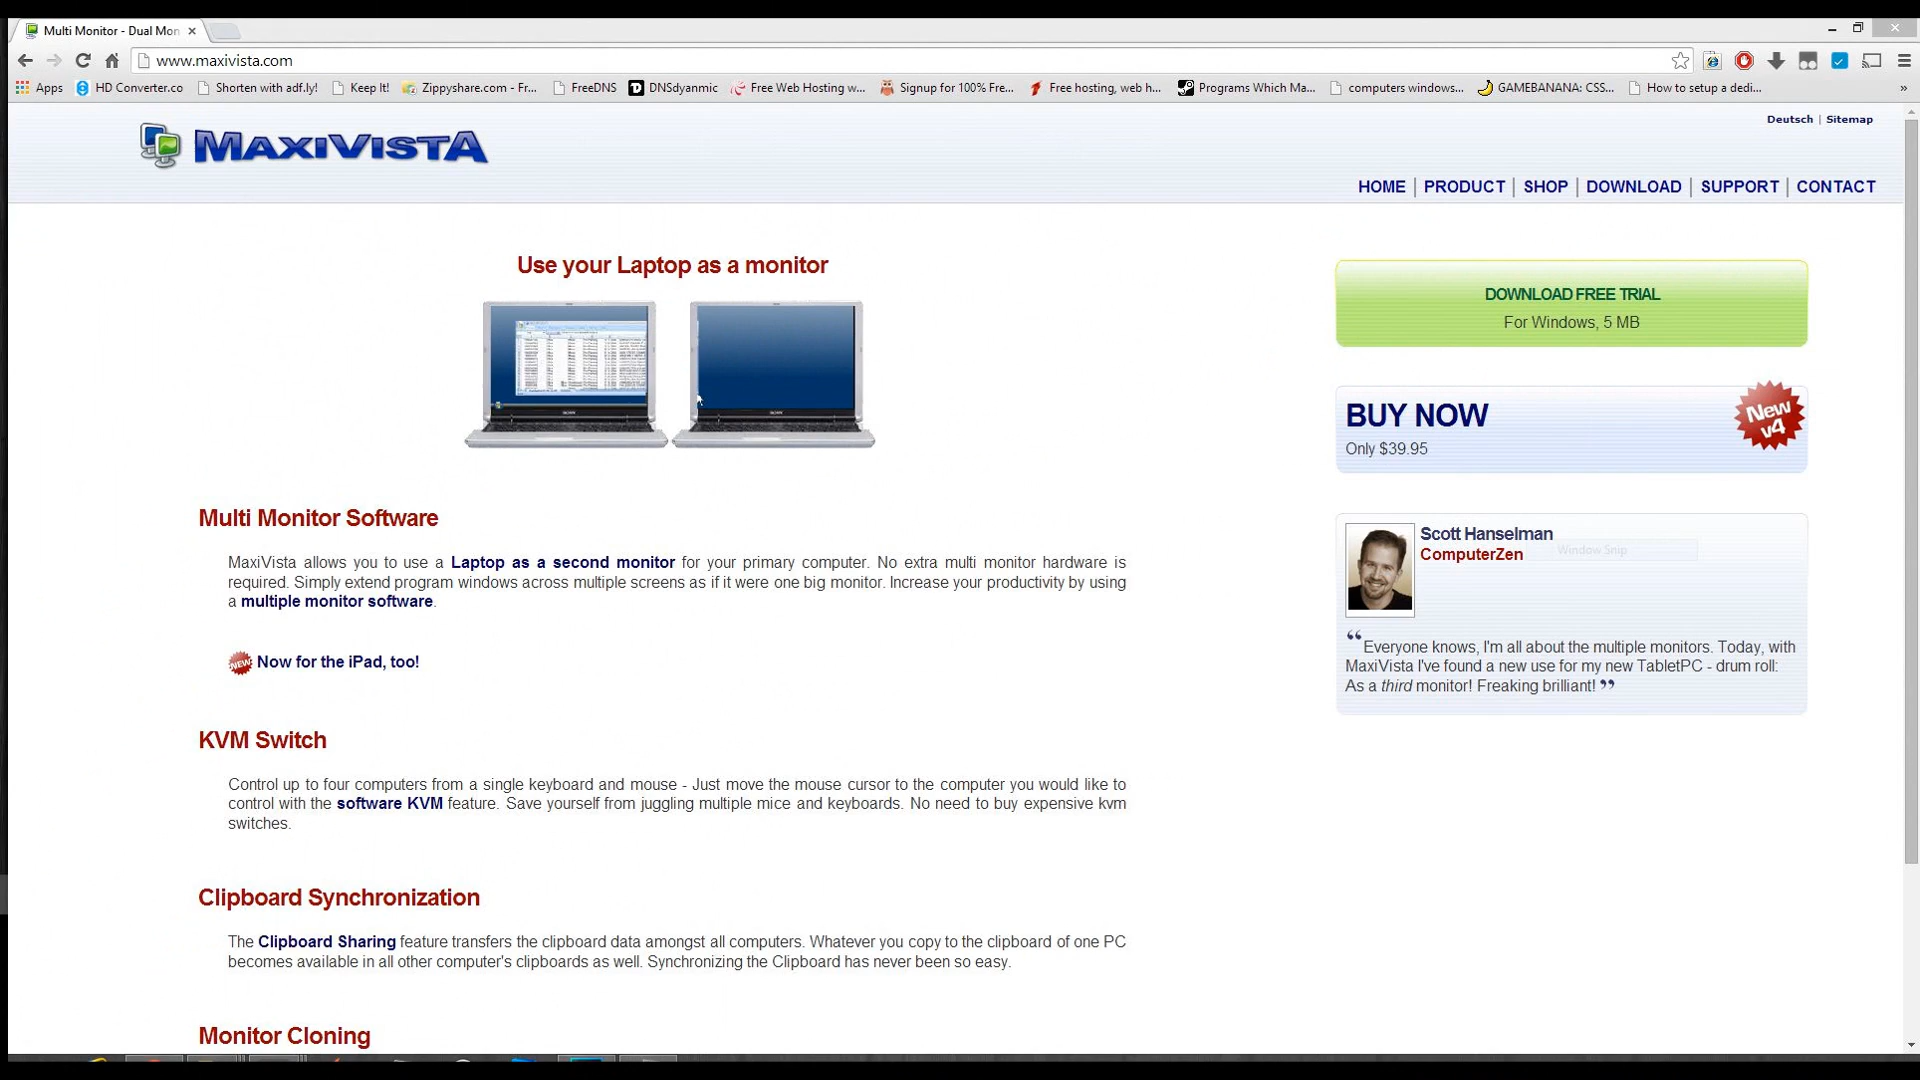 Multi Monitor - Dual Mon
www.maxivista.com
Apps HD Converter.co Shorten with adf.ly! Keep It! Zippyshare.com - Fr... FreeDNS DNSdyanmic Free Web Hosting w... Signup for 100% Fre... Free hosting, web h... Programs Which Ma... computers windows... GAMEBANANA: CSS... How to setup a dedi... »
Deutsch | Sitemap
MAXIVISTA
HOME | PRODUCT | SHOP | DOWNLOAD | SUPPORT | CONTACT
Use your Laptop as a monitor
SONY SONY
Multi Monitor Software
MaxiVista allows you to use a Laptop as a second monitor for your primary computer. No extra multi monitor hardware is
required. Simply extend program windows across multiple screens as if it were one big monitor. Increase your productivity by using
a multiple monitor software.
NEW Now for the iPad, too!
KVM Switch
Control up to four computers from a single keyboard and mouse - Just move the mouse cursor to the computer you would like to
control with the software KVM feature. Save yourself from juggling multiple mice and keyboards. No need to buy expensive kvm
switches.
Clipboard Synchronization
The Clipboard Sharing feature transfers the clipboard data amongst all computers. Whatever you copy to the clipboard of one PC
becomes available in all other computer's clipboards as well. Synchronizing the Clipboard has never been so easy.
Monitor Cloning
DOWNLOAD FREE TRIAL
For Windows, 5 MB
BUY NOW
Only $39.95
New
v4
Scott Hanselman
ComputerZen
Window Snip
“Everyone knows, I'm all about the multiple monitors. Today, with
MaxiVista I've found a new use for my new TabletPC - drum roll:
As a third monitor! Freaking brilliant! ”